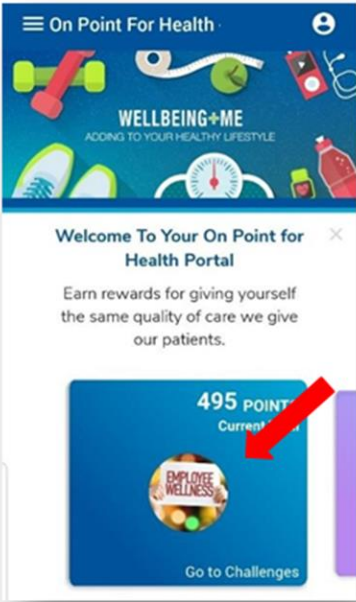 On Point For Health
WELLBEING+ME
ADDING TO YOUR HEALTHY LIFESTYLE
Welcome To Your On Point for
Health Portal
Earn rewards for giving yourself
the same quality of care we give
our patients.
495 POINTS
Current
EMPLOYEE
WELLNESS
Go to Challenges